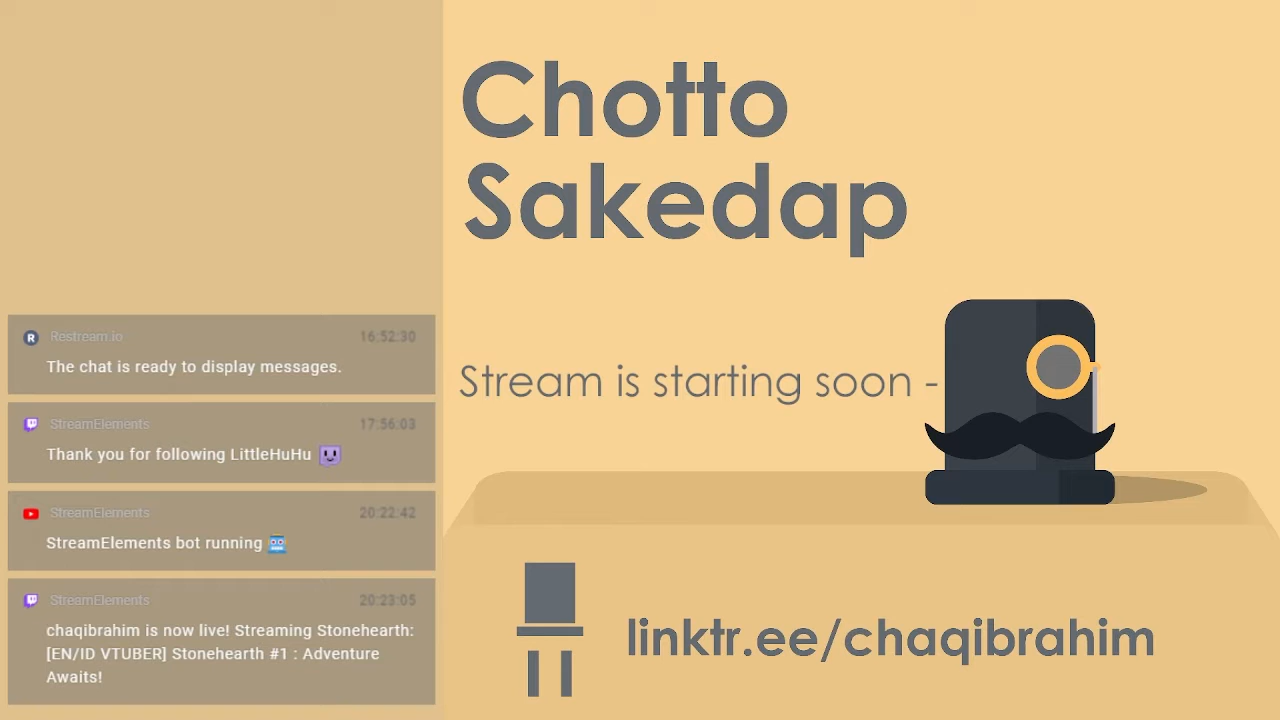 Chotto
Sakedap
Stream is starting soon -
Restream.io 16:52:30
The chat is ready to display messages.
StreamElements 17:56:03
Thank you for following LittleHuHu
StreamElements 20:22:42
StreamElements bot running
StreamElements 20:23:05
chaqibrahim is now live! Streaming Stonehearth:
[EN/ID VTUBER] Stonehearth #1 : Adventure
Awaits!
linktr.ee/chaqibrahim